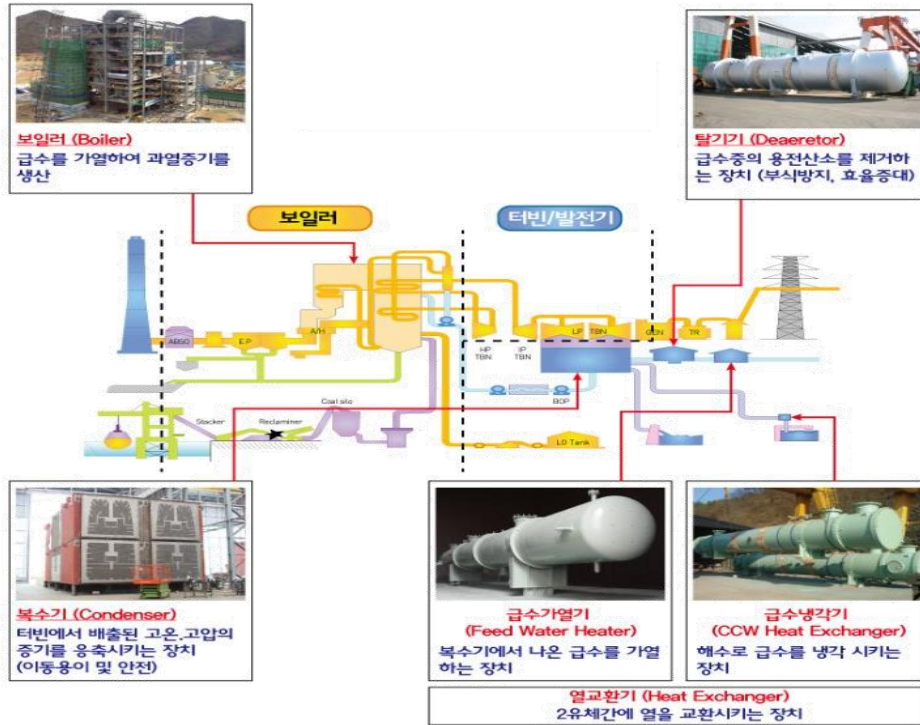 보일러 (Boiler)
급수를 가열하여 과열증기를
생산
탈기기 (Deaeretor)
급수중의 용전산소를 제거하
는 장치 (부식방지, 효율증대)
보일러
터빈/발전기
ABSO
E.P
A/H
HP
TBN
IP
TBN
LP TBN
GEN
TR
BOP
Coal silo
Stacker
Reclaminer
LO Tank
복수기 (Condenser)
터빈에서 배출된 고온,고압의
증기를 응축시키는 장치
(이동용이 및 안전)
급수가열기
(Feed Water Heater)
복수기에서 나온 급수를 가열
하는 장치
급수냉각기
(CCW Heat Exchanger)
해수로 급수를 냉각 시키는
장치
열교환기 (Heat Exchanger)
2유체간에 열을 교환시키는 장치